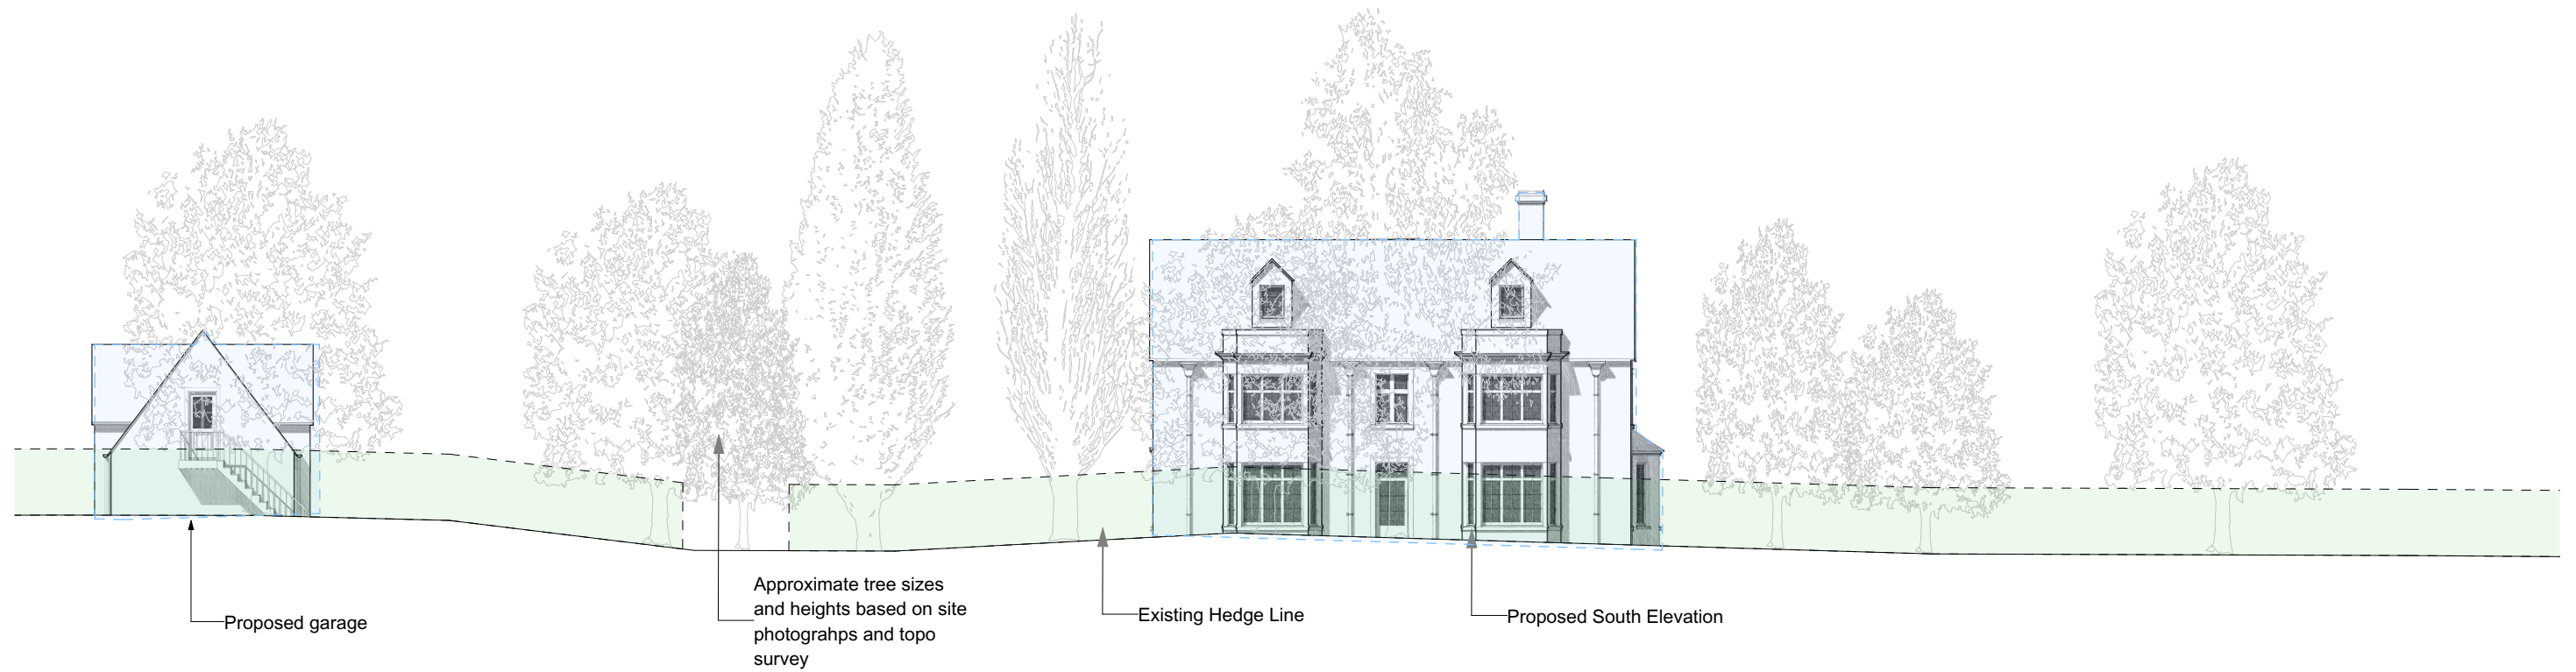 Proposed garage
Approximate tree sizes
and heights based on site
photograhps and topo
survey
Existing Hedge Line
Proposed South Elevation